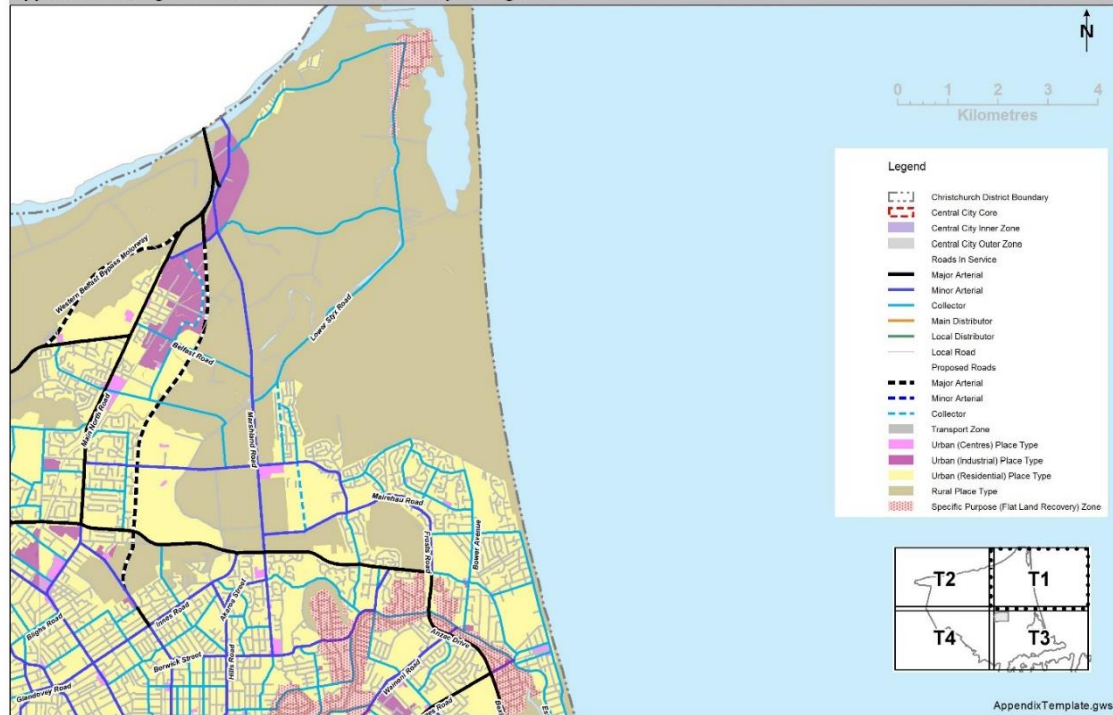 N
0 1 2 3 4
Kilometres
Legend
Christchurch District Boundary
Central City Core
Central City Inner Zone
Central City Outer Zone
Roads In Service
Major Arterial
Minor Arterial
Collector
Main Distributor
Local Distributor
Local Road
Proposed Roads
Major Arterial
Minor Arterial
Collector
Transport Zone
Urban (Centres) Place Type
Urban (Industrial) Place Type
Urban (Residential) Place Type
Rural Place Type
Specific Purpose (Flat Land Recovery) Zone
Western Belfast Bypass Motorway
Lower Styx Road
Belfast Road
Main North Road
Marshland Road
Mairehau Road
Frosts Road
Bower Avenue
Akaroa Street
Innes Road
Blighs Road
Anzac Drive
Berwick Street
Hills Road
Wainoni Road
Glandovey Road
T2 T1
T4 T3
AppendixTemplate.gws